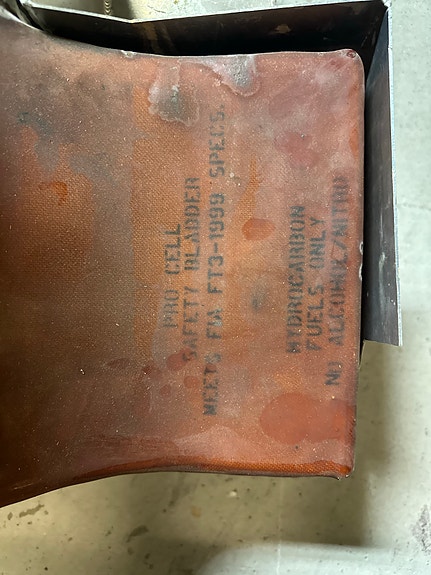 PRO CELL
SAFETY BLADDER
MEETS FIA FT3-1999 SPECS.
HYDROCARBON
FUELS ONLY
NO ALCOHOL/NITRO